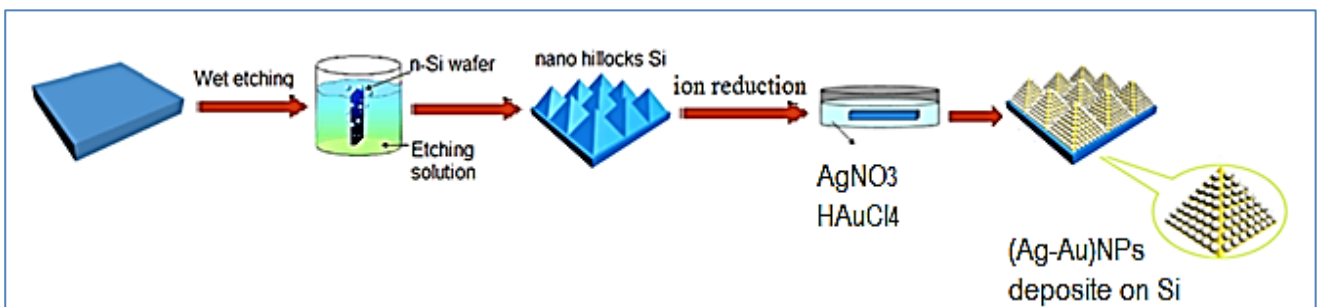 Wet etching
n-Si wafer
Etching
solution
nano hillocks Si
ion reduction
AgNO3
HAuCl4
(Ag-Au)NPs
deposite on Si